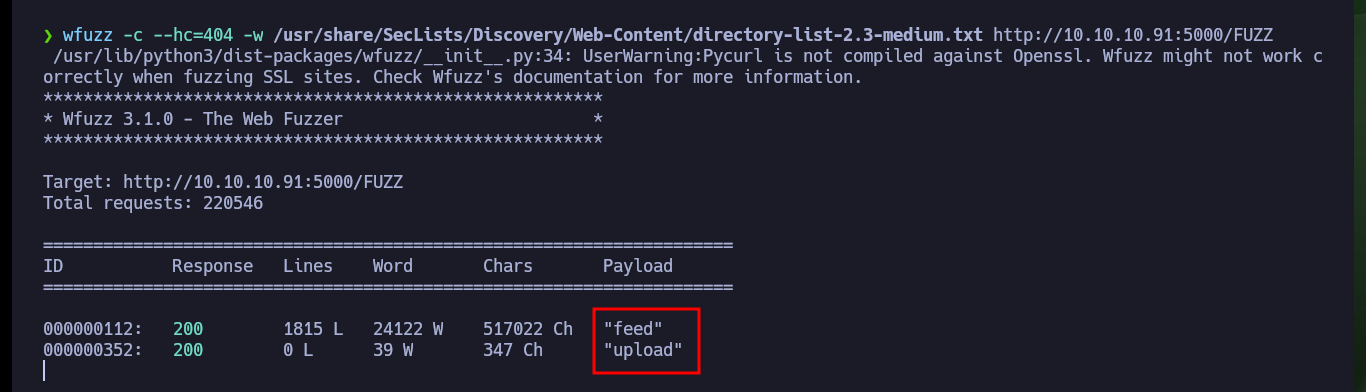 ❯ wfuzz -c --hc=404 -w /usr/share/SecLists/Discovery/Web-Content/directory-list-2.3-medium.txt http://10.10.10.91:5000/FUZZ
/usr/lib/python3/dist-packages/wfuzz/__init__.py:34: UserWarning:Pycurl is not compiled against Openssl. Wfuzz might not work c
orrectly when fuzzing SSL sites. Check Wfuzz's documentation for more information.
********************************************************
* Wfuzz 3.1.0 - The Web Fuzzer                         *
********************************************************
Target: http://10.10.10.91:5000/FUZZ
Total requests: 220546
=====================================================================
ID           Response   Lines    Word       Chars       Payload
=====================================================================
000000112:   200        1815 L   24122 W    517022 Ch   "feed"
000000352:   200        0 L      39 W       347 Ch      "upload"